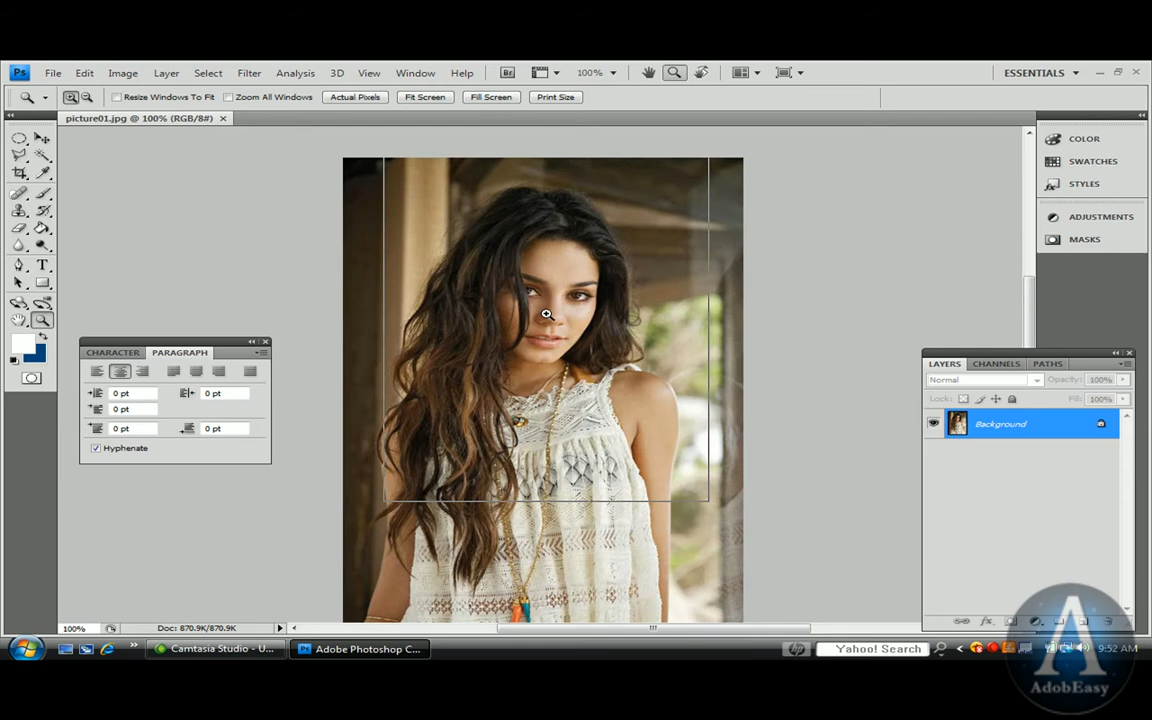 Ps File Edit Image Layer Select Filter Analysis 3D View Window Help Br 100% ESSENTIALS
Resize Windows To Fit Zoom All Windows Actual Pixels Fit Screen Fill Screen Print Size
picture01.jpg @ 100% (RGB/8#)
COLOR
SWATCHES
STYLES
ADJUSTMENTS
MASKS
T
CHARACTER PARAGRAPH
0 pt 0 pt
0 pt
0 pt 0 pt
Hyphenate
LAYERS CHANNELS PATHS
Normal Opacity: 100%
Lock: Fill: 100%
Background
100% Doc: 870.9K/870.9K
Camtasia Studio - U... Ps Adobe Photoshop C... hp Yahoo! Search 9:52 AM
A
AdobEasy